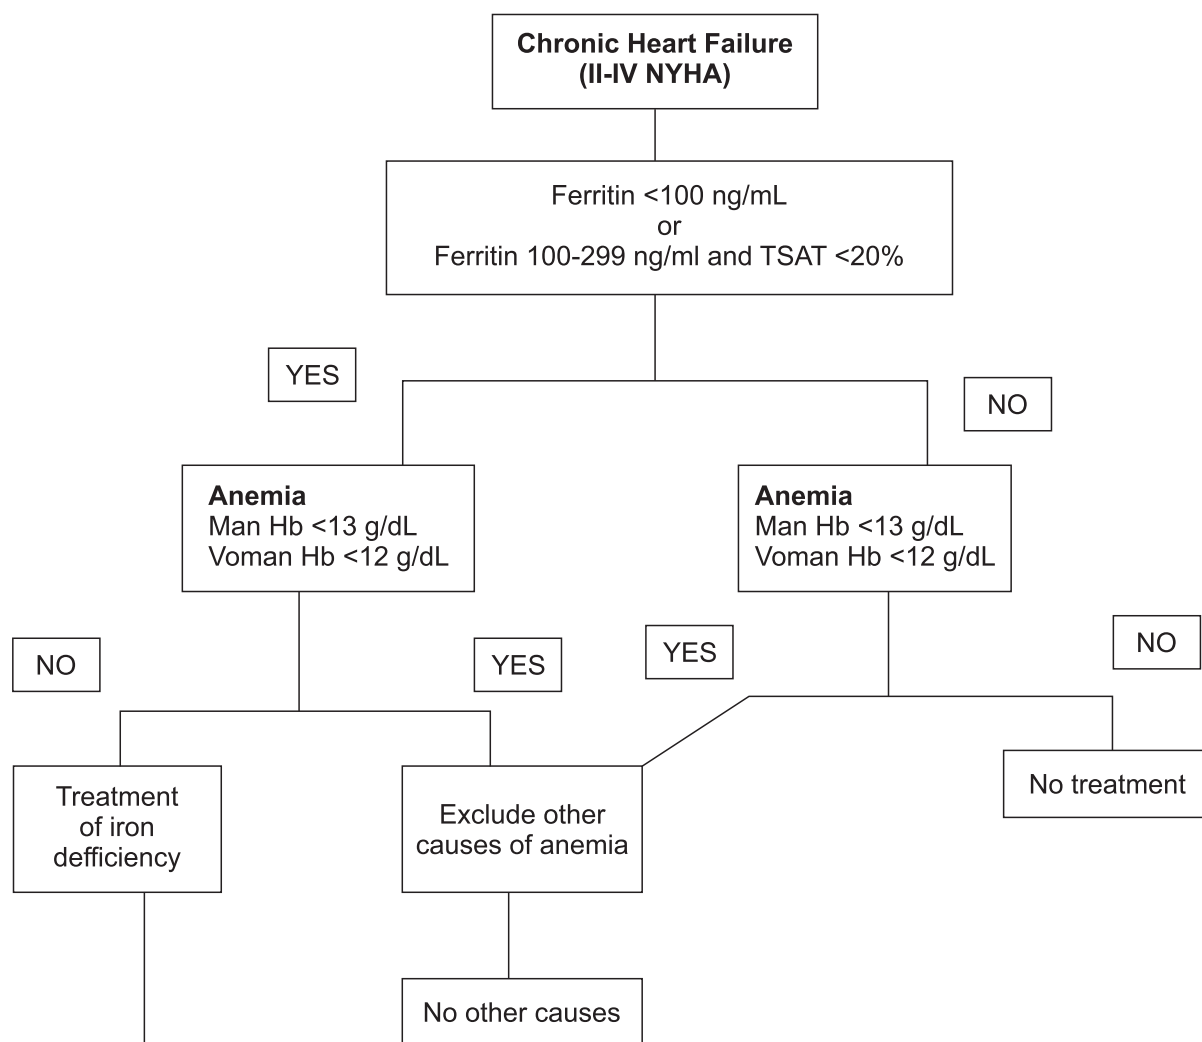 Chronic Heart Failure
(II-IV NYHA)
Ferritin <100 ng/mL
or
Ferritin 100-299 ng/ml and TSAT <20%
YES
NO
Anemia
Man Hb <13 g/dL
Voman Hb <12 g/dL
Anemia
Man Hb <13 g/dL
Voman Hb <12 g/dL
NO
YES
YES
NO
Treatment
of iron
defficiency
Exclude other
causes of anemia
No treatment
No other causes